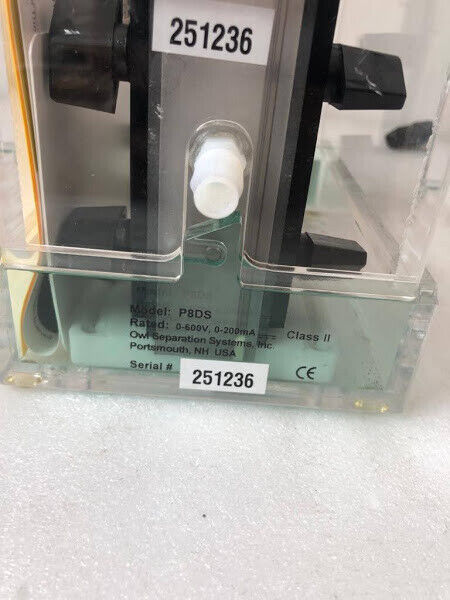 251236
Model: P8DS
Rated: 0-600V, 0-200mA ⎓ Class II
Owl Separation Systems, Inc.
Portsmouth, NH USA
Serial # 251236 CE